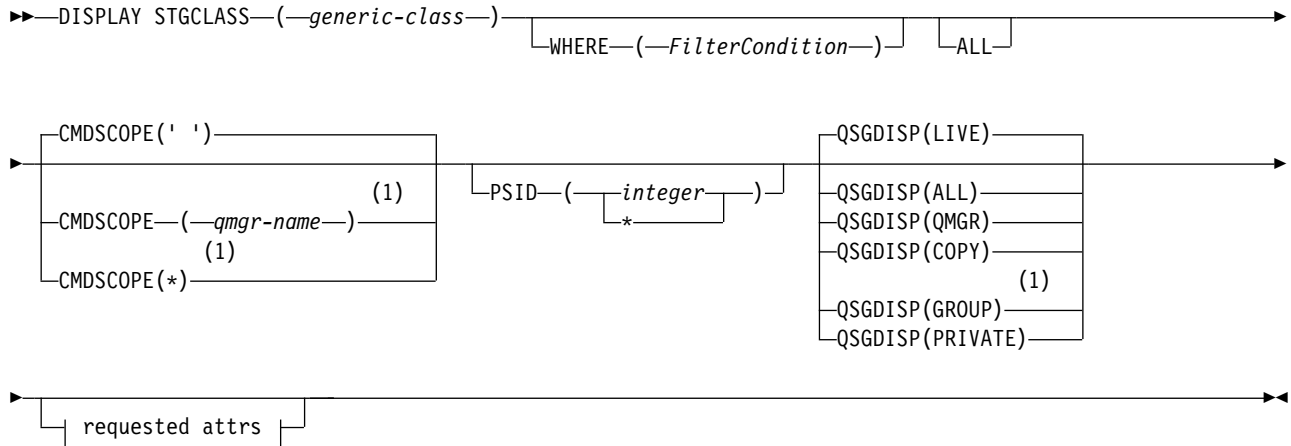 DISPLAY STGCLASS ( generic-class )
WHERE ( FilterCondition ) ALL
CMDSCOPE(' ') QSGDISP(LIVE)
(1) PSID ( integer ) QSGDISP(ALL)
CMDSCOPE ( qmgr-name ) * QSGDISP(QMGR)
(1) QSGDISP(COPY)
CMDSCOPE(*) (1)
QSGDISP(GROUP)
QSGDISP(PRIVATE)
requested attrs